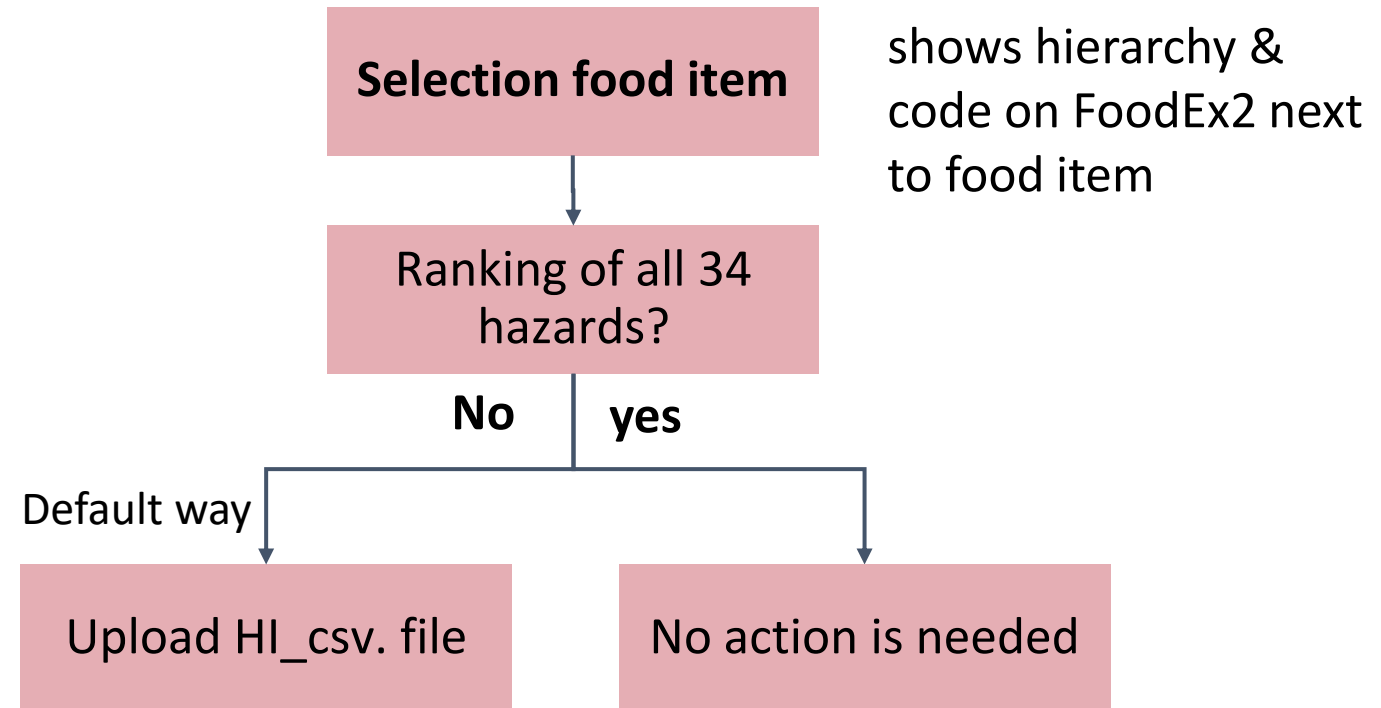 Selection food item
shows hierarchy &
code on FoodEx2 next
to food item
Ranking of all 34
hazards?
No
yes
Default way
Upload HI_csv. file
No action is needed